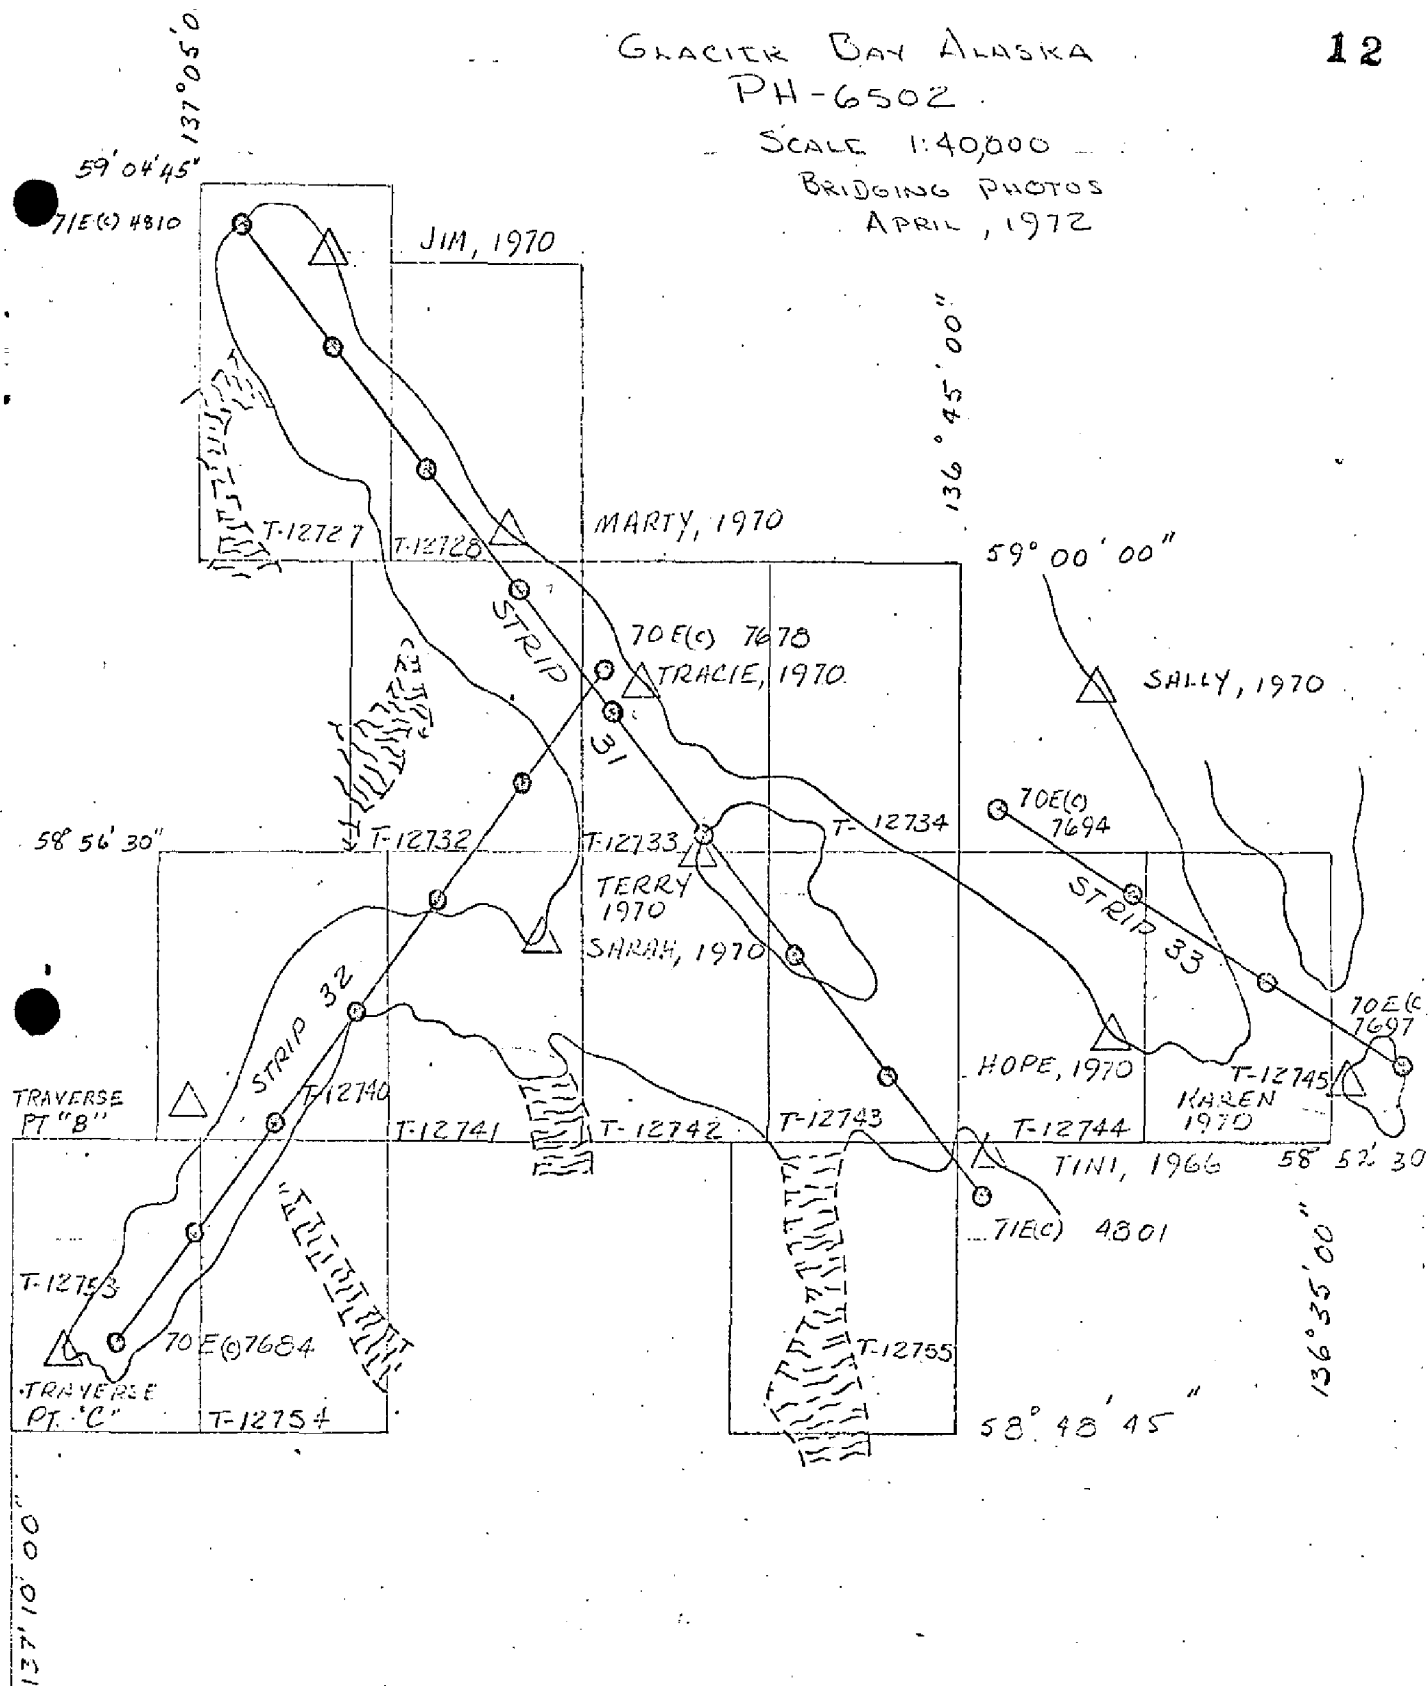 GLACIER BAY ALASKA
12
PH-6502
SCALE 1:40,000
BRIDGING PHOTOS
APRIL, 1972
137°05'0
59' 04'45"
71E(C) 4810
JIM, 1970
136° 45' 00"
T-12727
T-12728
MARTY, 1970
59° 00' 00"
STRIP 31
70E(C) 7678
TRACIE, 1970
SALLY, 1970
70E(C)
7694
58° 56' 30"
T-12732
T-12733
T-12734
TERRY
1970
SARAH, 1970
STRIP 33
STRIP 32
70E(C
7697
HOPE, 1970
T-12745
KAREN
1970
TRAVERSE
PT "B"
T-12740
T-12741
T-12742
T-12743
T-12744
TINI, 1966
58° 52' 30
71E(C) 4801
T-12753
70E(C)7684
T-12755
136° 35' 00"
TRAVERSE
PT. "C"
T-12754
58° 48' 45"
137° 10' 00"